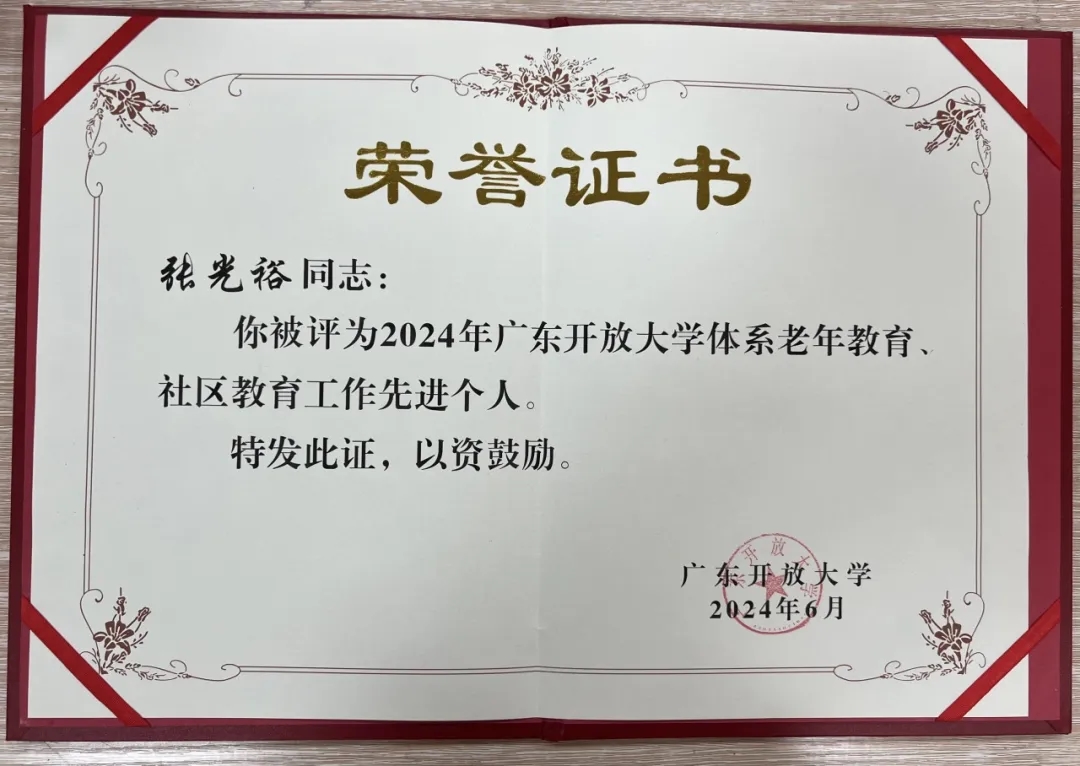 荣誉证书
张光裕同志：
你被评为2024年广东开放大学体系老年教育、
社区教育工作先进个人。
特发此证，以资鼓励。
广东开放大学
2024年6月